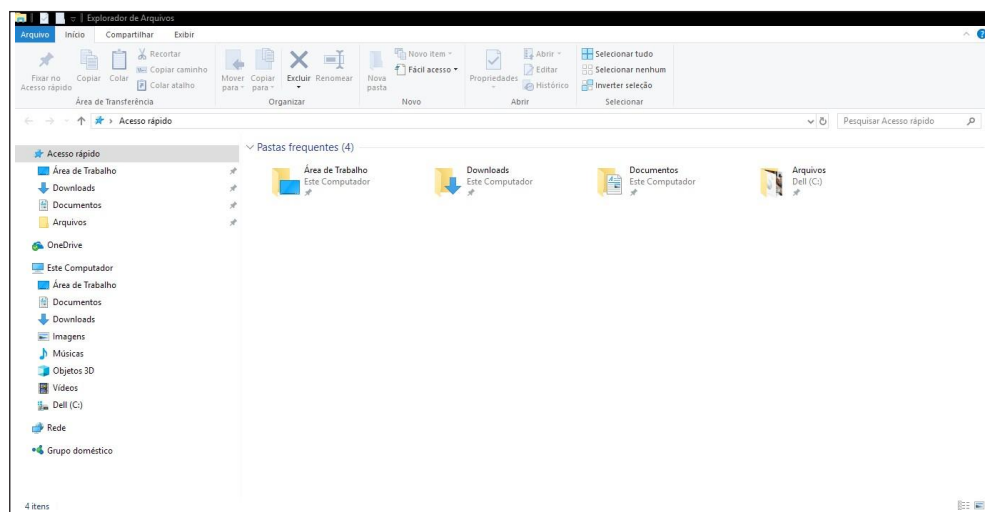 Explorador de Arquivos
Arquivo Início Compartilhar Exibir
Fixar no Acesso rápido
Copiar
Colar
Recortar
Copiar caminho
Colar atalho
Mover para
Copiar para
Excluir
Renomear
Nova pasta
Novo item
Fácil acesso
Propriedades
Abrir
Editar
Histórico
Selecionar tudo
Selecionar nenhum
Inverter seleção
Área de Transferência
Organizar
Novo
Abrir
Selecionar
Acesso rápido
Pesquisar Acesso rápido
Acesso rápido
Área de Trabalho
Downloads
Documentos
Arquivos
OneDrive
Este Computador
Área de Trabalho
Documentos
Downloads
Imagens
Músicas
Objetos 3D
Vídeos
Dell (C:)
Rede
Grupo doméstico
Pastas frequentes (4)
Área de Trabalho
Este Computador
Downloads
Este Computador
Documentos
Este Computador
Arquivos
Dell (C:)
4 itens